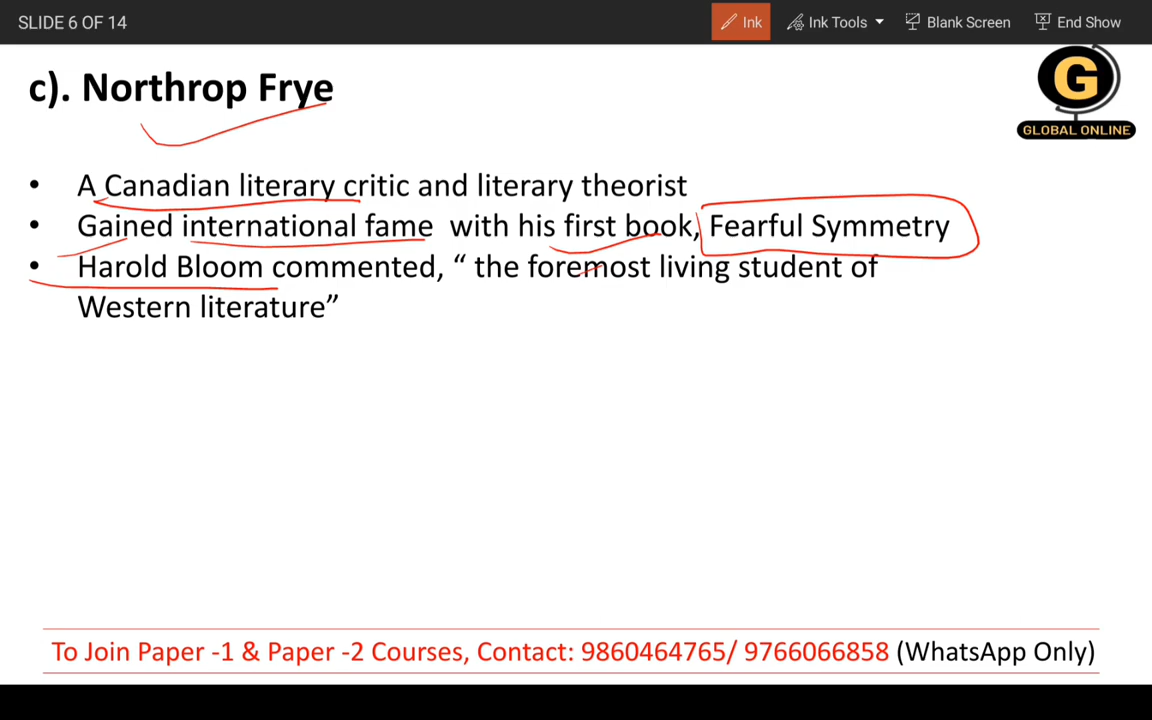 SLIDE 6 OF 14
Ink
Ink Tools
Blank Screen
End Show
c). Northrop Frye
G
GLOBAL ONLINE
• A Canadian literary critic and literary theorist
• Gained international fame with his first book, Fearful Symmetry
• Harold Bloom commented, “ the foremost living student of
Western literature”
To Join Paper -1 & Paper -2 Courses, Contact: 9860464765/ 9766066858 (WhatsApp Only)